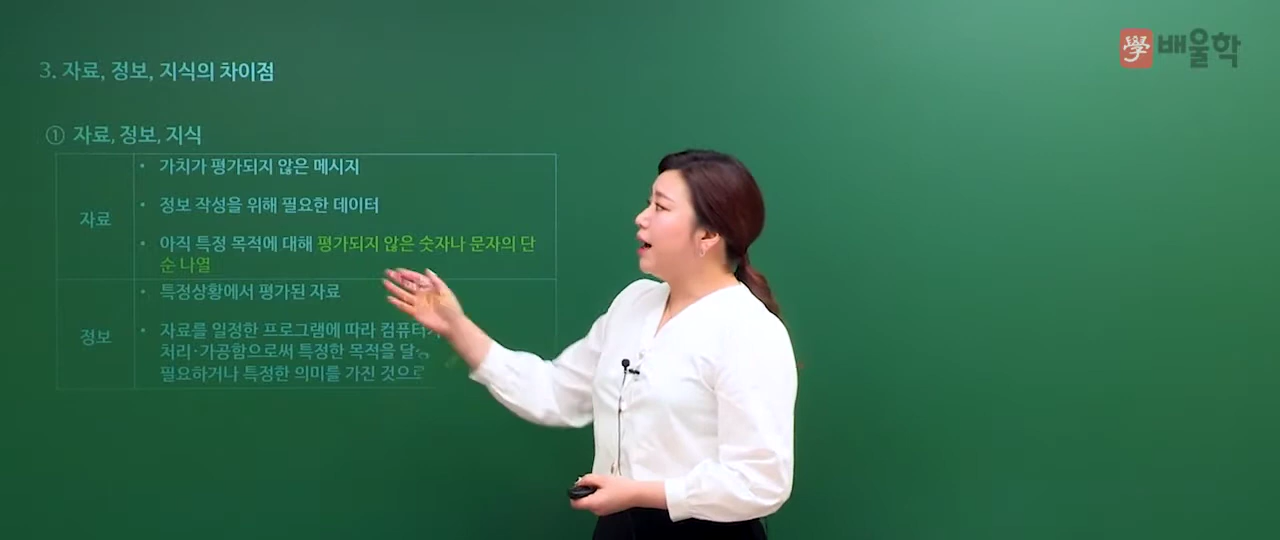 3. 자료, 정보, 지식의 차이점
學 배울학
① 자료, 정보, 지식
자료
• 가치가 평가되지 않은 메시지
• 정보 작성을 위해 필요한 데이터
• 아직 특정 목적에 대해 평가되지 않은 숫자나 문자의 단
순 나열
정보
• 특정상황에서 평가된 자료
• 자료를 일정한 프로그램에 따라
처리·가공함으로써 특정한 목적을
필요하거나 특정한 의미를 가진 것으로